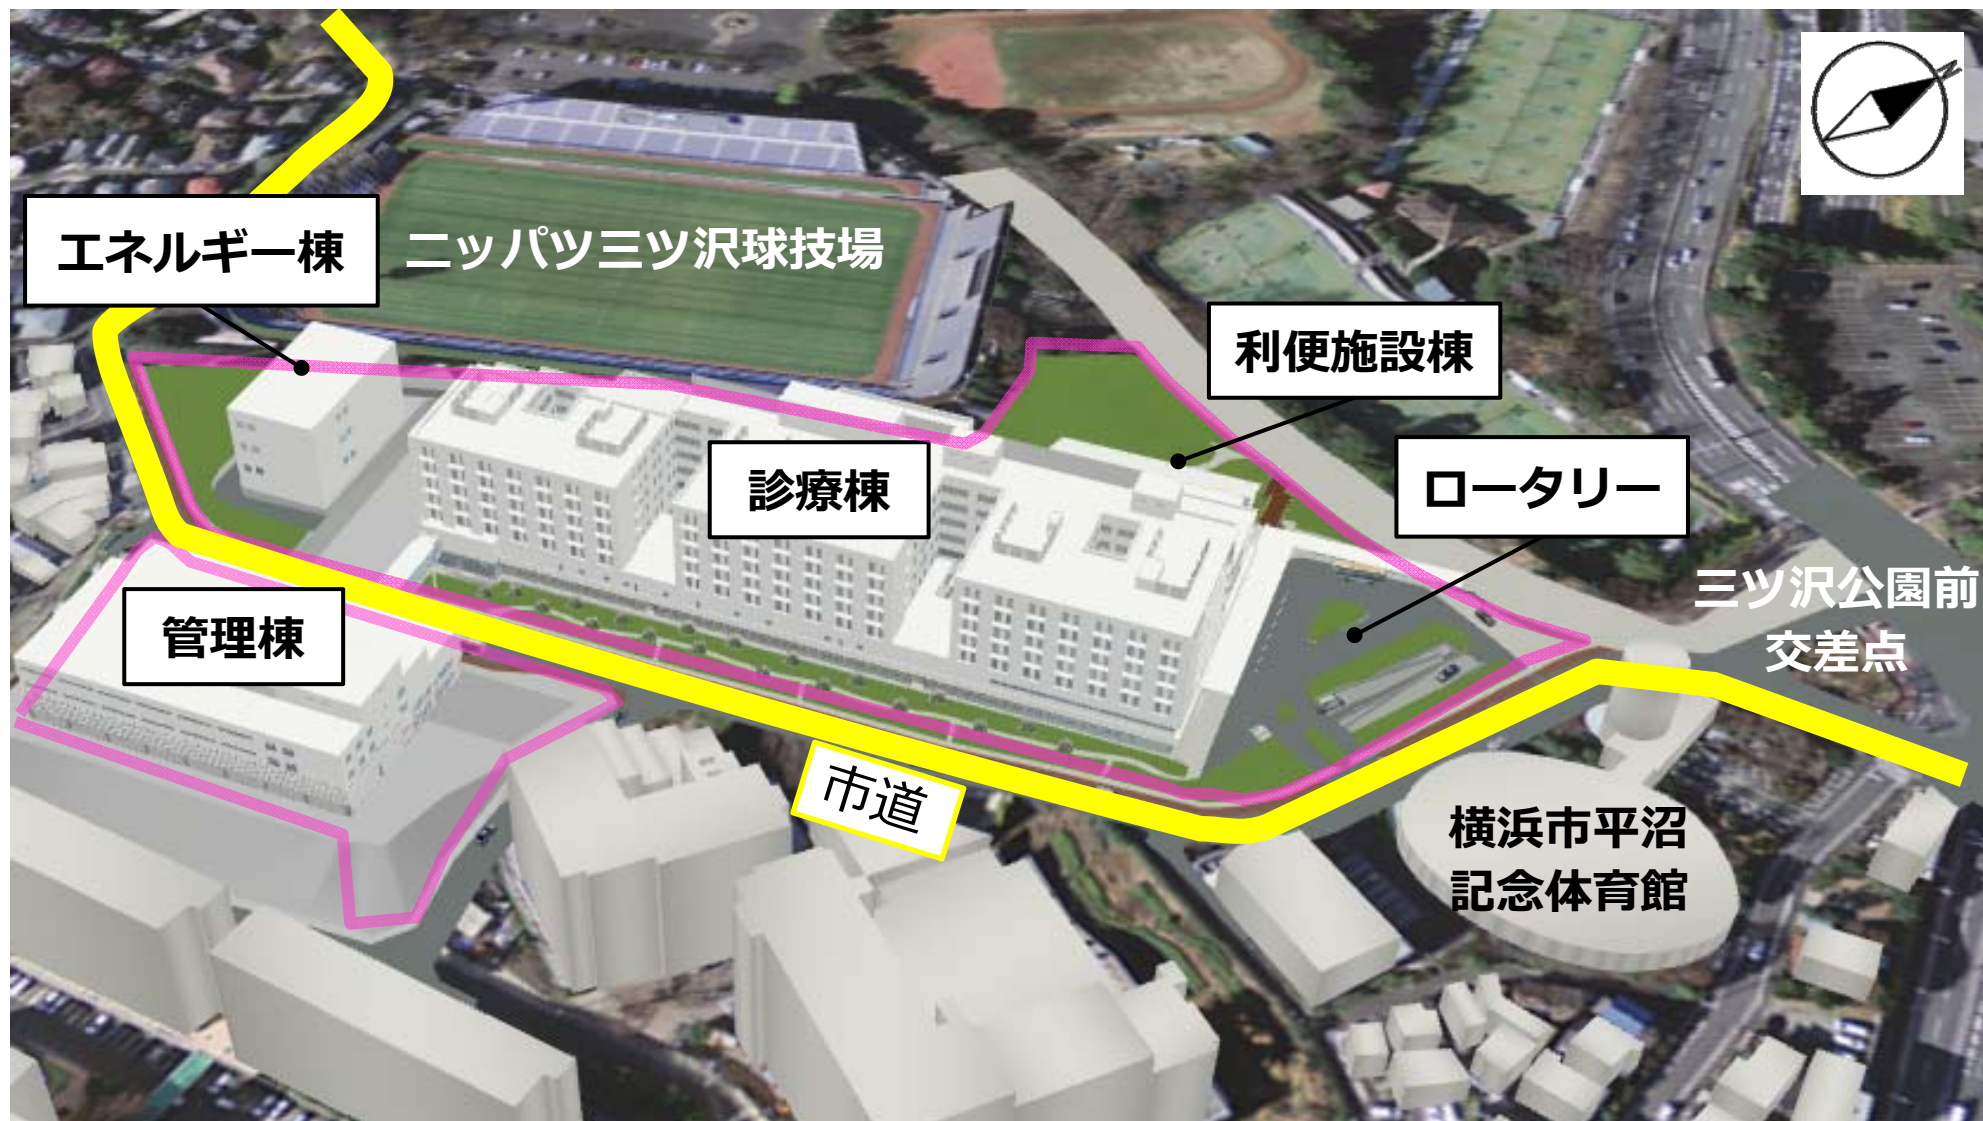 N
エネルギー棟
ニッパツ三ツ沢球技場
利便施設棟
診療棟
ロータリー
三ツ沢公園前
交差点
管理棟
市道
横浜市平沼
記念体育館